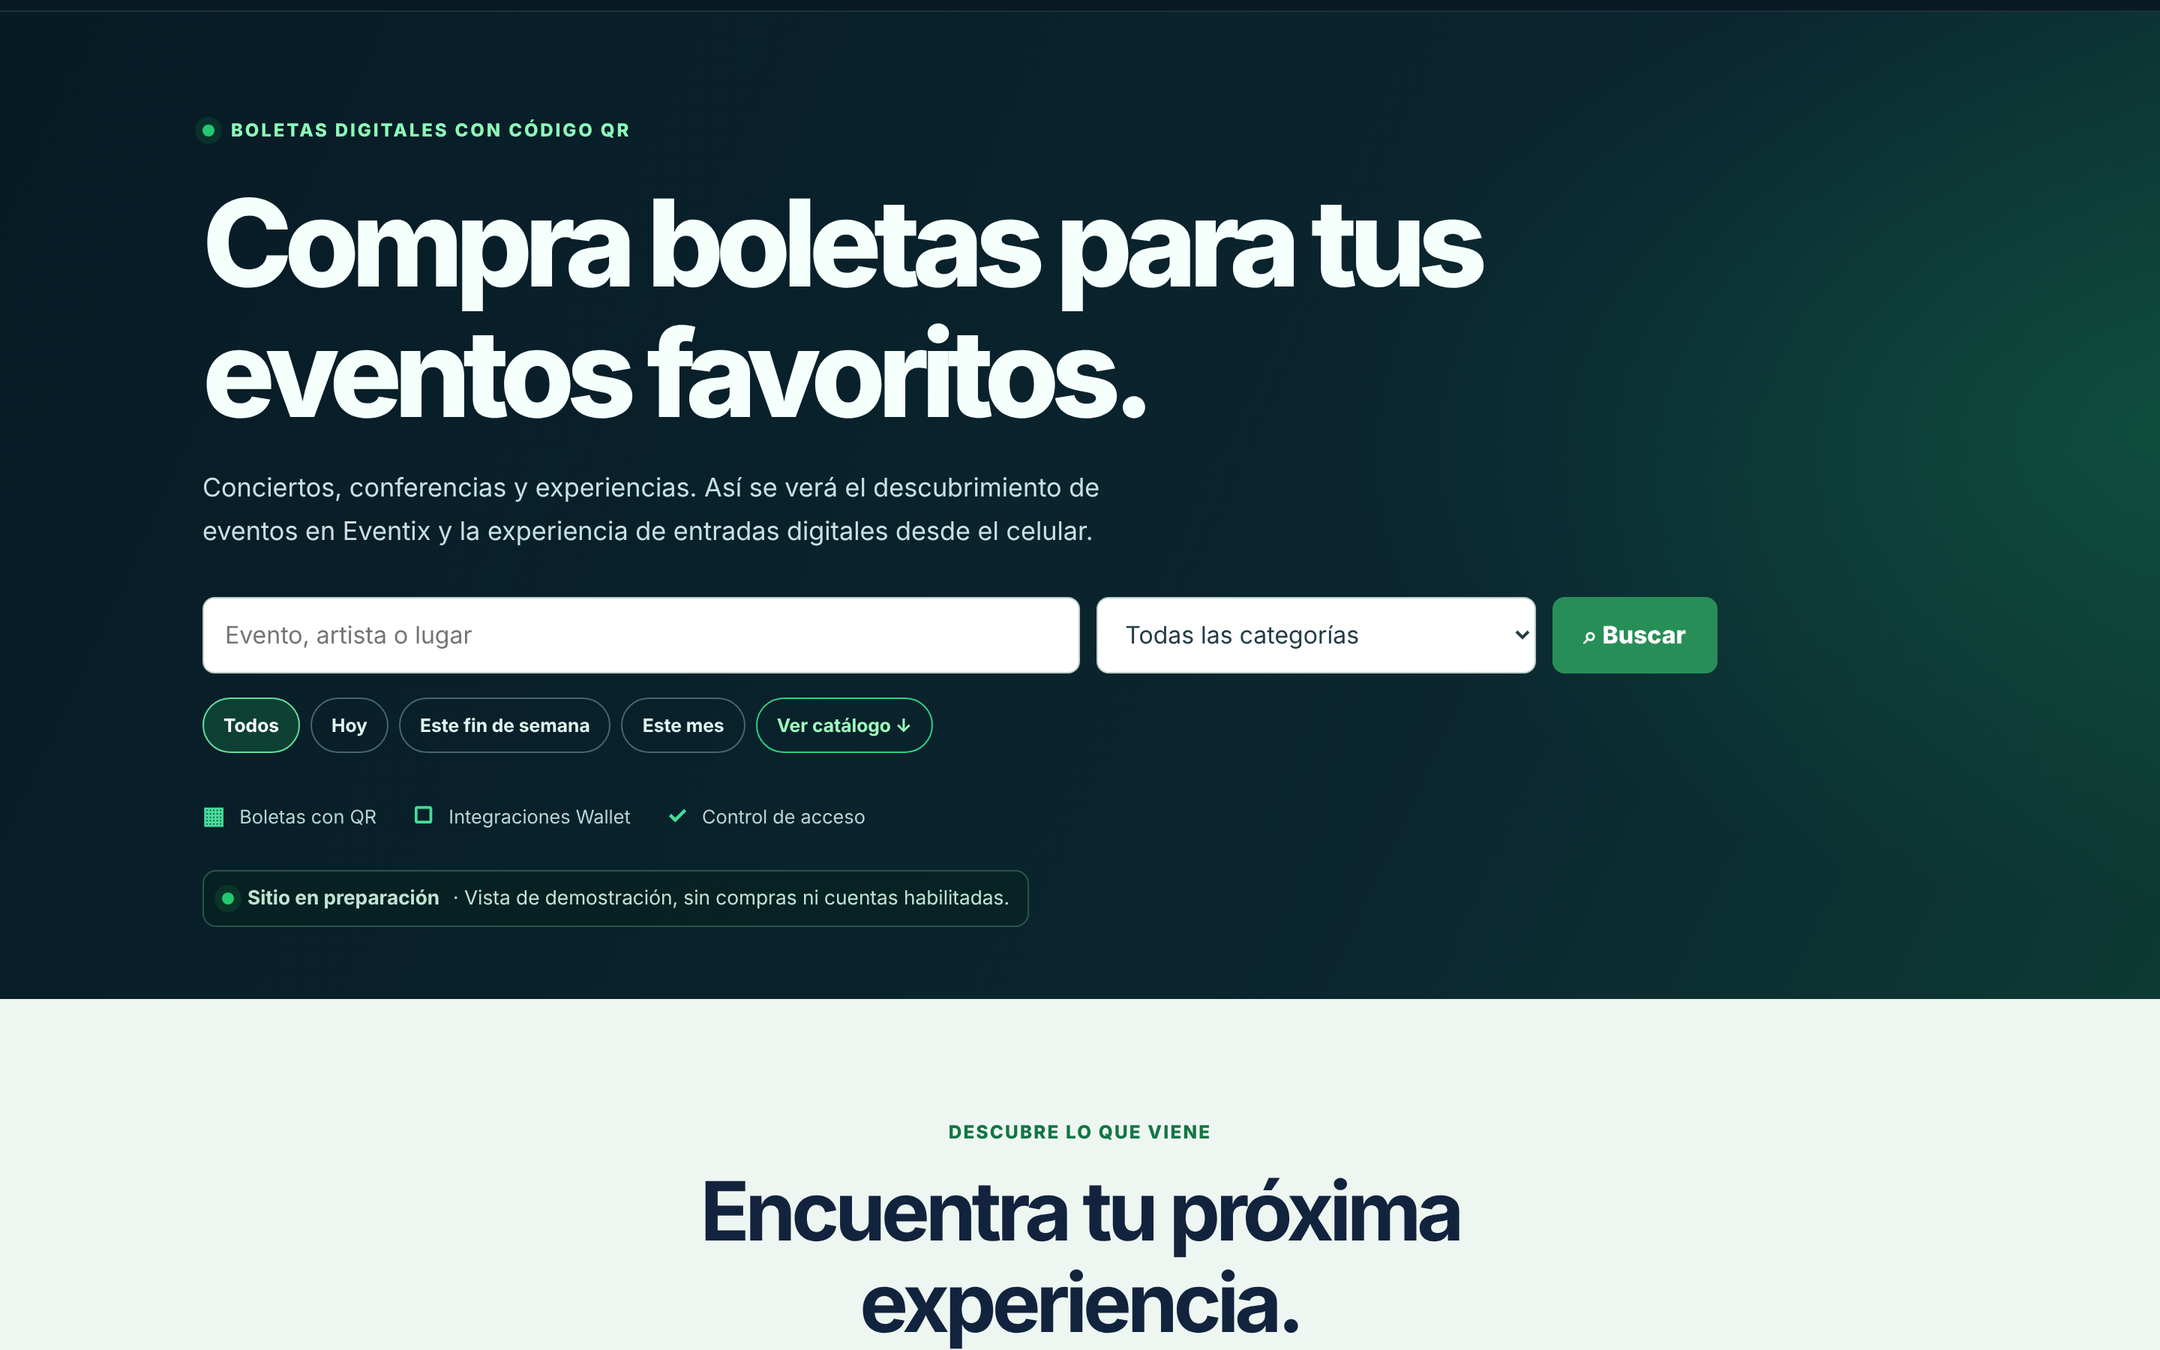 BOLETAS DIGITALES CON CÓDIGO QR
Compra boletas para tus
eventos favoritos.
Conciertos, conferencias y experiencias. Así se verá el descubrimiento de
eventos en Eventix y la experiencia de entradas digitales desde el celular.
Evento, artista o lugar
Todas las categorías
Buscar
Todos
Hoy
Este fin de semana
Este mes
Ver catálogo ↓
Boletas con QR
Integraciones Wallet
Control de acceso
Sitio en preparación · Vista de demostración, sin compras ni cuentas habilitadas.
DESCUBRE LO QUE VIENE
Encuentra tu próxima
experiencia.